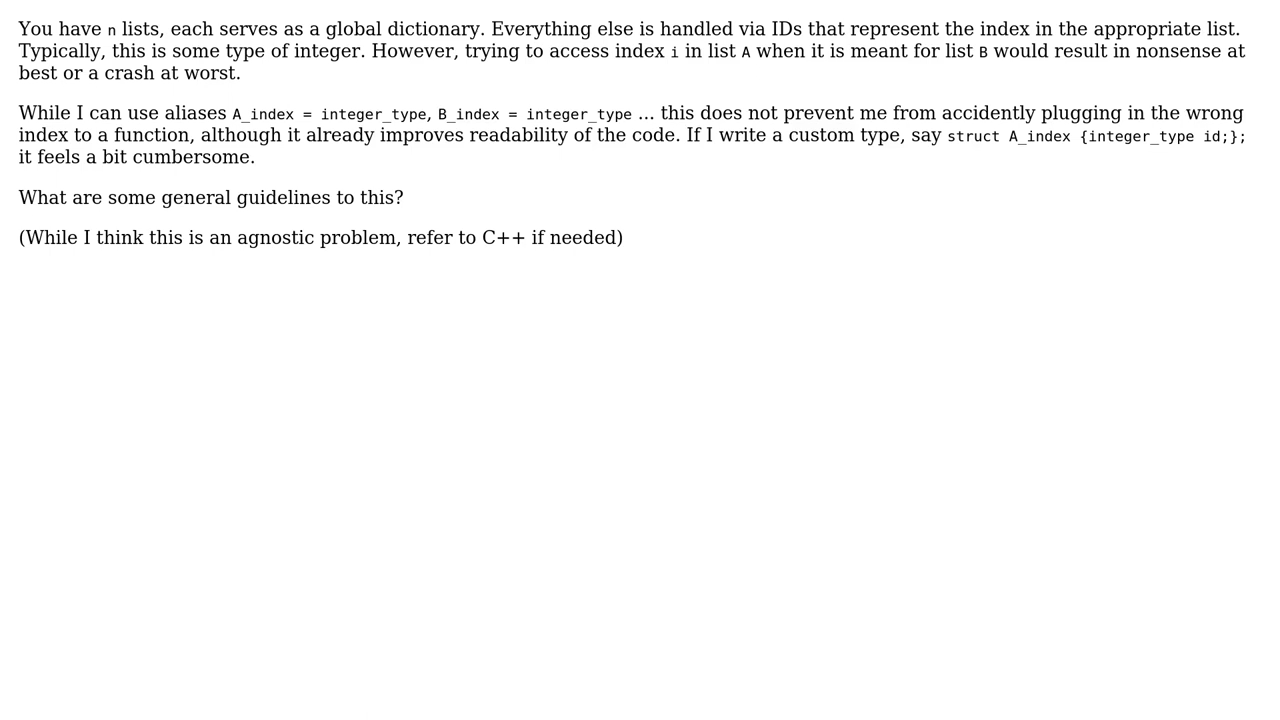 You have n lists, each serves as a global dictionary. Everything else is handled via IDs that represent the index in the appropriate list.
Typically, this is some type of integer. However, trying to access index i in list A when it is meant for list B would result in nonsense at
best or a crash at worst.
While I can use aliases A_index = integer_type, B_index = integer_type ... this does not prevent me from accidently plugging in the wrong
index to a function, although it already improves readability of the code. If I write a custom type, say struct A_index {integer_type id;};
it feels a bit cumbersome.
What are some general guidelines to this?
(While I think this is an agnostic problem, refer to C++ if needed)